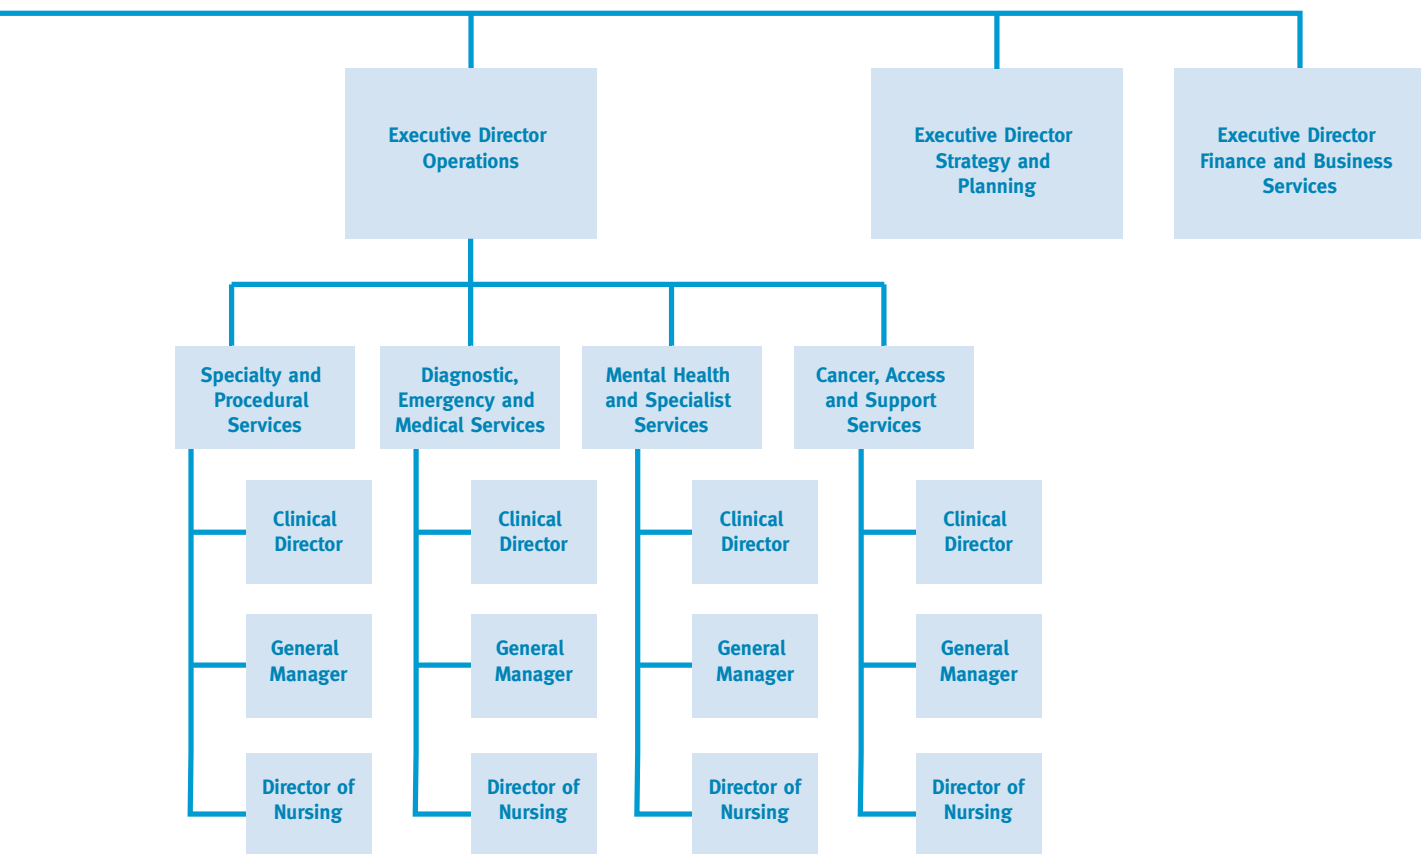 Executive Director
Operations
Executive Director
Strategy and
Planning
Executive Director
Finance and Business
Services
Specialty and
Procedural
Services
Diagnostic,
Emergency and
Medical Services
Mental Health
and Specialist
Services
Cancer, Access
and Support
Services
Clinical
Director
Clinical
Director
Clinical
Director
Clinical
Director
General
Manager
General
Manager
General
Manager
General
Manager
Director of
Nursing
Director of
Nursing
Director of
Nursing
Director of
Nursing